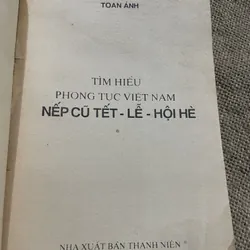 TOAN ÁNH
TÌM HIỂU
PHONG TỤC VIỆT NAM
NẾP CŨ TẾT - LỄ - HỘI HÈ
NHÀ XUẤT BẢN THANH NIÊN